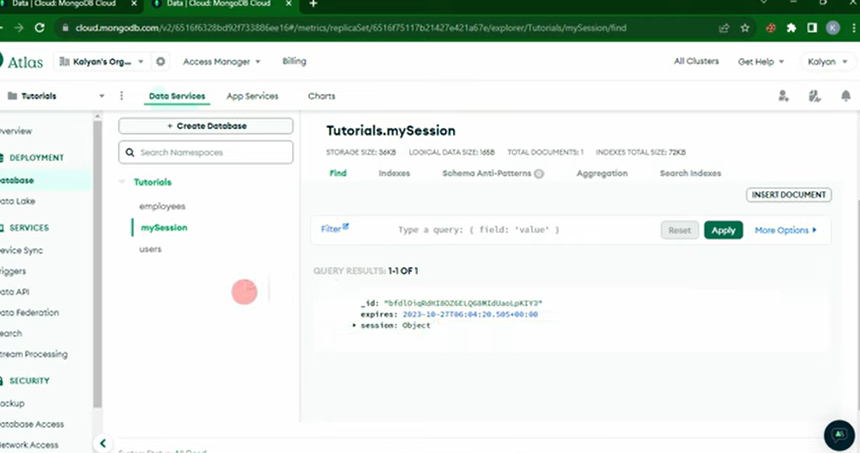 Data | Cloud: MongoDB Cloud
Data | Cloud: MongoDB Cloud
cloud.mongodb.com/v2/6516f6328bd92f733886ee16#/metrics/replicaSet/6516f75117b21427e421a67e/explorer/Tutorials/mySession/find
Atlas Kalyan's Org... Access Manager Billing All Clusters Get Help Kalyan
Tutorials Data Services App Services Charts
verview
DEPLOYMENT
atabase
ata Lake
SERVICES
evice Sync
riggers
ata API
ata Federation
earch
tream Processing
SECURITY
ackup
atabase Access
etwork Access
+ Create Database
Search Namespaces
Tutorials
employees
mySession
users
Tutorials.mySession
STORAGE SIZE: 36KB LOGICAL DATA SIZE: 165B TOTAL DOCUMENTS: 1 INDEXES TOTAL SIZE: 72KB
Find Indexes Schema Anti-Patterns 0 Aggregation Search Indexes
INSERT DOCUMENT
Filter Type a query: { field: 'value' } Reset Apply More Options
QUERY RESULTS: 1-1 OF 1
_id:
expires: 2023-10-27T06:04:20.505+00:00
session: Object
System Status: All Good